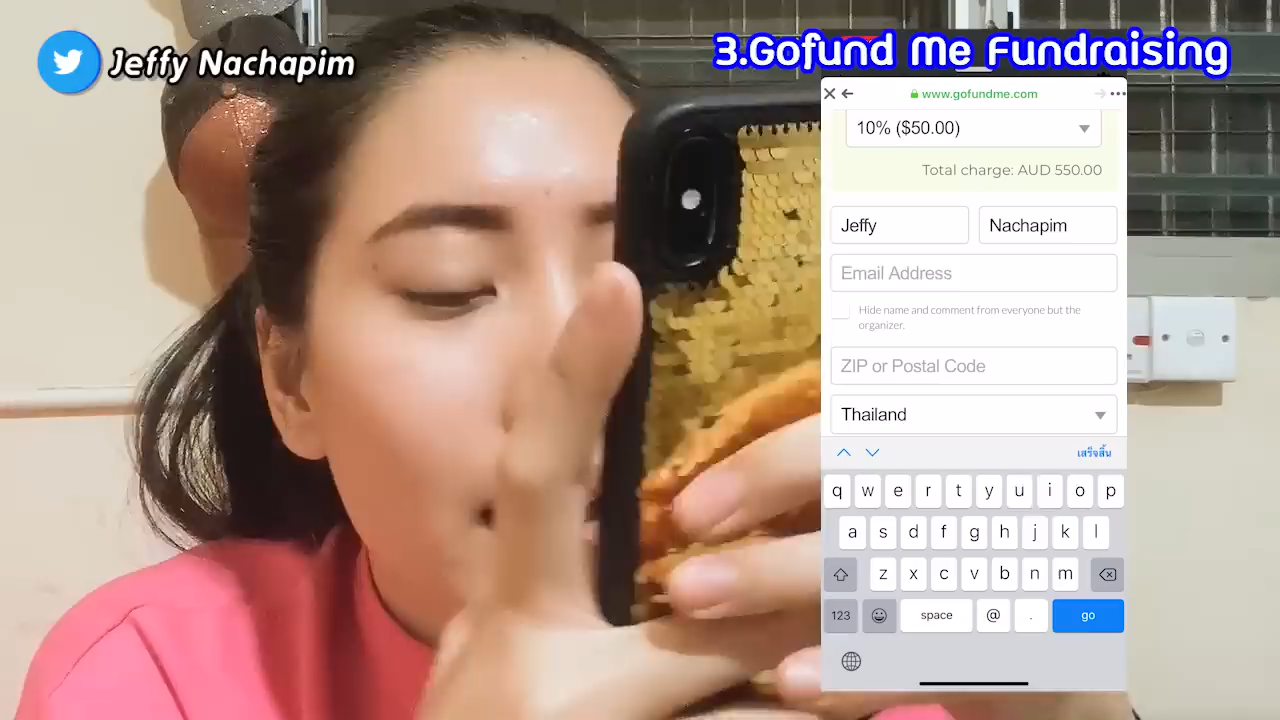 Jeffy Nachapim
3.Gofund Me Fundraising
www.gofundme.com
10% ($50.00)
Total charge: AUD 550.00
Jeffy
Nachapim
Email Address
Hide name and comment from everyone but the
organizer.
ZIP or Postal Code
Thailand
เสร็จสิ้น
q w e r t y u i o p
a s d f g h j k l
z x c v b n m
123 space @ . go